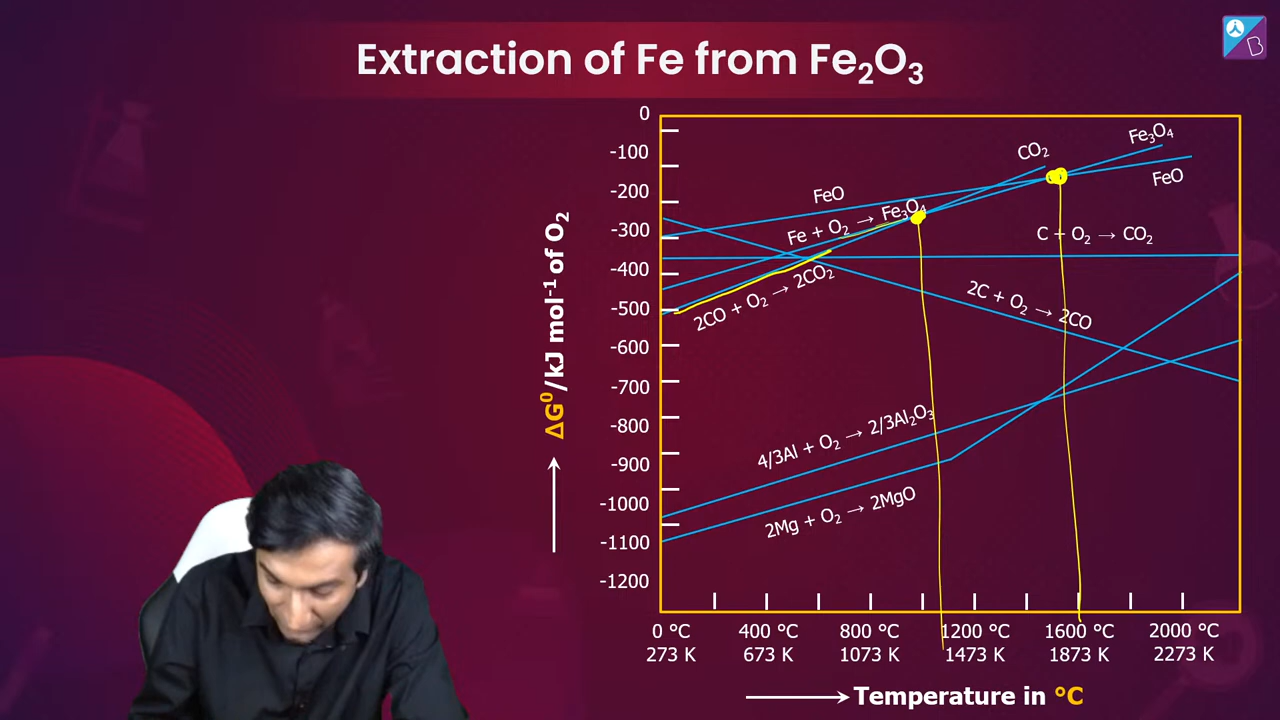 Extraction of Fe from Fe₂O₃
B
ΔG⁰/kJ mol⁻¹ of O₂
0
-100
-200
-300
-400
-500
-600
-700
-800
-900
-1000
-1100
-1200
CO₂
Fe₃O₄
FeO
FeO
Fe + O₂ → Fe₃O₄
C + O₂ → CO₂
2CO + O₂ → 2CO₂
2C + O₂ → 2CO
4/3Al + O₂ → 2/3Al₂O₃
2Mg + O₂ → 2MgO
0 °C 400 °C 800 °C 1200 °C 1600 °C 2000 °C
273 K 673 K 1073 K 1473 K 1873 K 2273 K
Temperature in °C